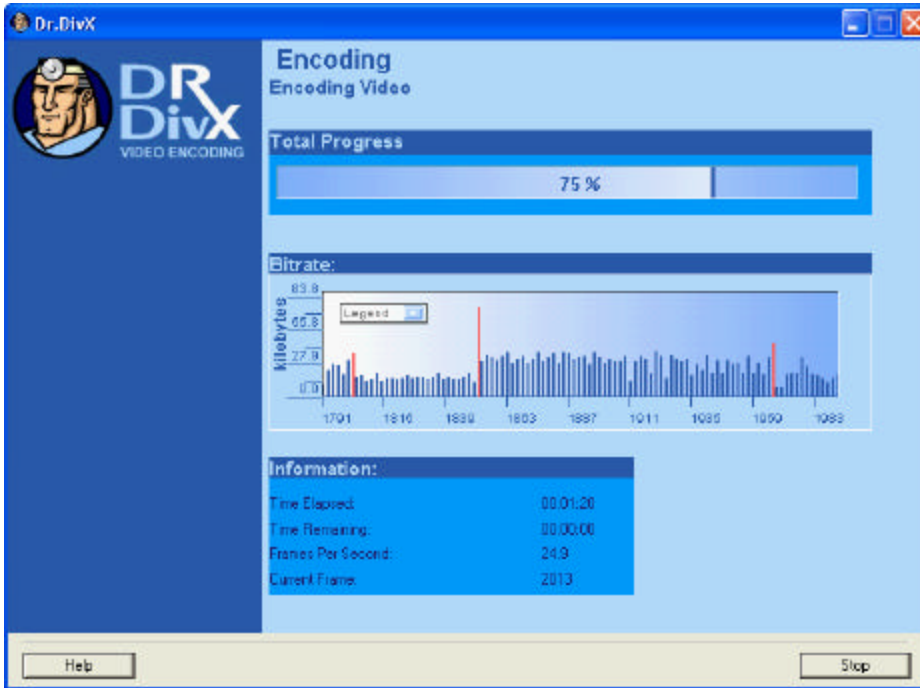 Dr.DivX
DR
DivX
VIDEO ENCODING
Encoding
Encoding Video
Total Progress
75 %
Bitrate:
kilobytes
83.8
27.9
0.0
Legend
1791 1816 1839 1863 1887 1911 1935 1959 1983
Information:
Time Elapsed: 00:01:20
Time Remaining: 00:00:00
Frames Per Second: 24.9
Current Frame: 2013
Help
Stop